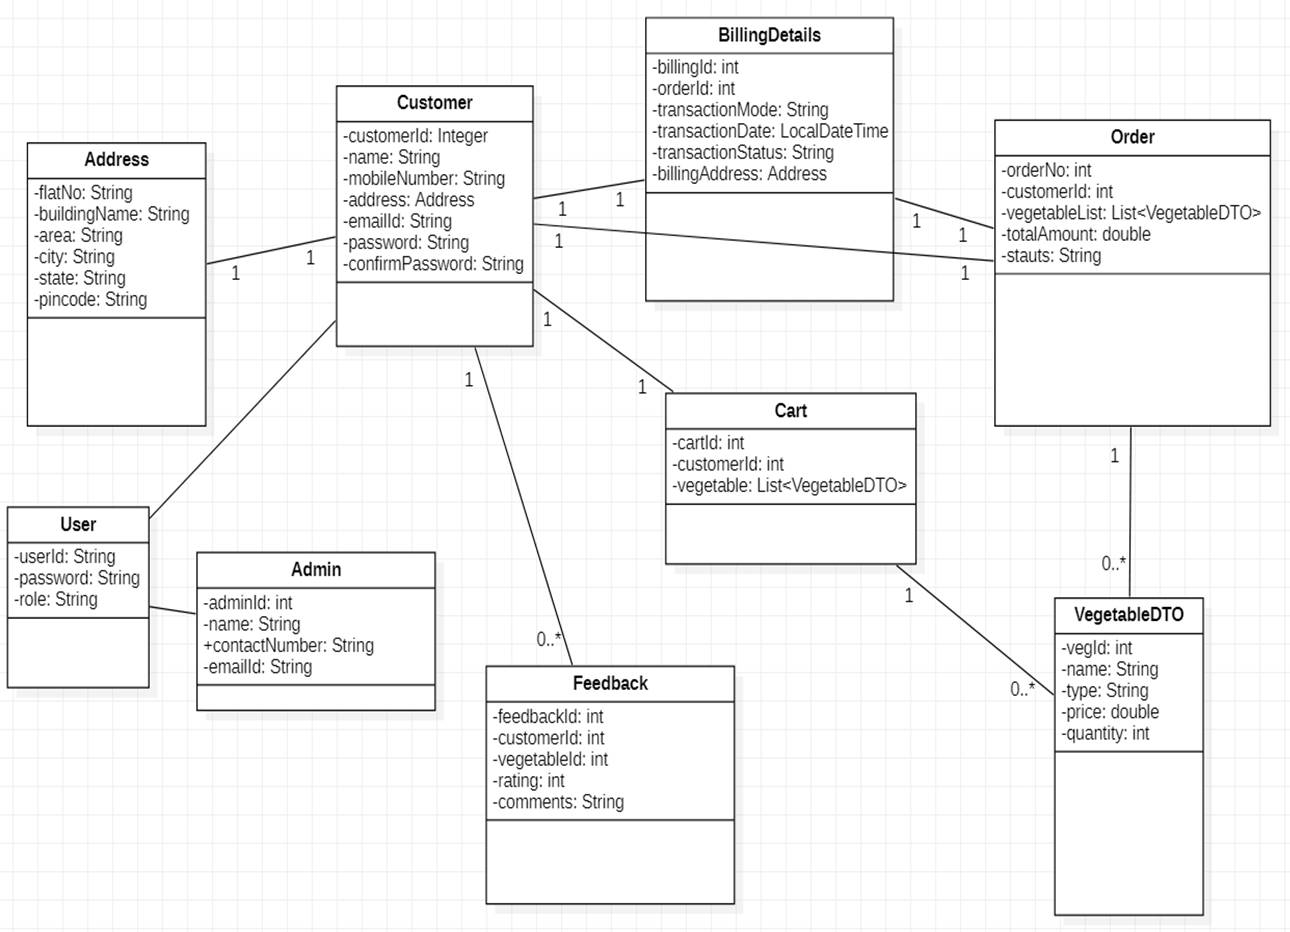 BillingDetails
-billingId: int
-orderId: int
-transactionMode: String
-transactionDate: LocalDateTime
-transactionStatus: String
-billingAddress: Address
Customer
-customerId: Integer
-name: String
-mobileNumber: String
-address: Address
-emailId: String
-password: String
-confirmPassword: String
Order
-orderNo: int
-customerId: int
-vegetableList: List<VegetableDTO>
-totalAmount: double
-stauts: String
Address
-flatNo: String
-buildingName: String
-area: String
-city: String
-state: String
-pincode: String
1
1
1
1
1
1
1
1
1
1
Cart
-cartId: int
-customerId: int
-vegetable: List<VegetableDTO>
1
0..*
1
0..*
User
-userId: String
-password: String
-role: String
Admin
-adminId: int
-name: String
+contactNumber: String
-emailId: String
1
0..*
Feedback
-feedbackId: int
-customerId: int
-vegetableId: int
-rating: int
-comments: String
VegetableDTO
-vegId: int
-name: String
-type: String
-price: double
-quantity: int